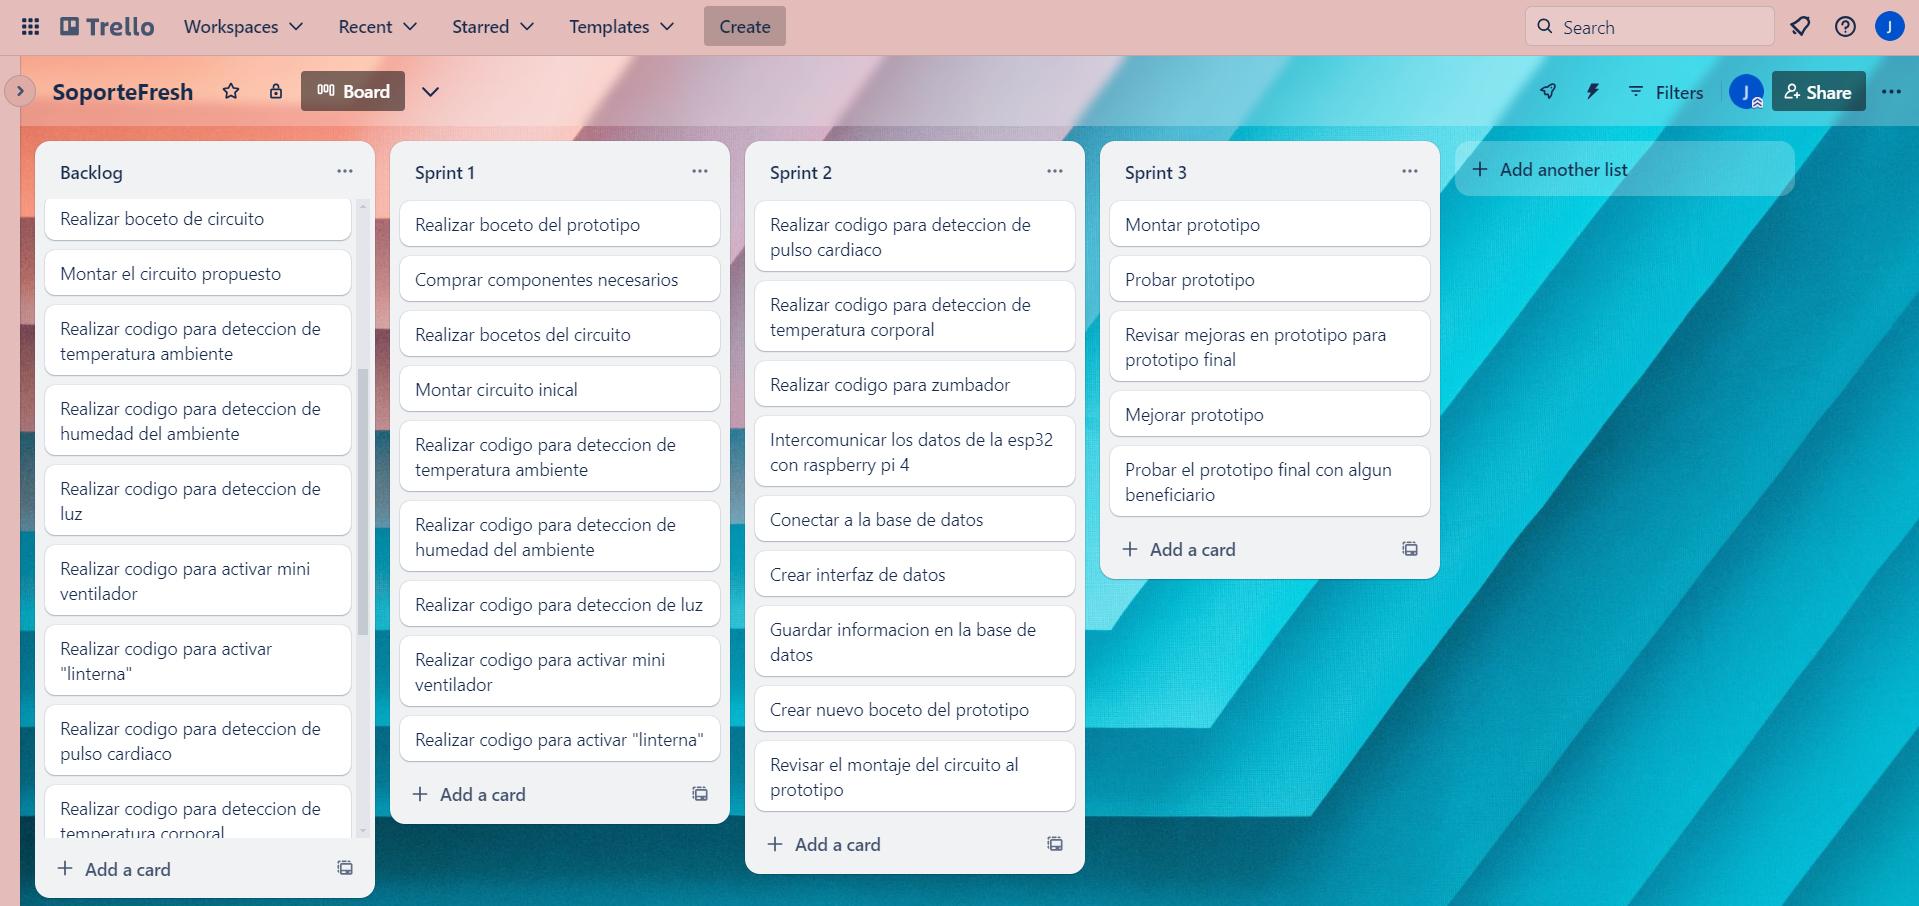 Trello
Workspaces
Recent
Starred
Templates
Create
Search
J
SoporteFresh
Board
Filters
J
Share
Backlog
Realizar boceto de circuito
Montar el circuito propuesto
Realizar codigo para deteccion de
temperatura ambiente
Realizar codigo para deteccion de
humedad del ambiente
Realizar codigo para deteccion de
luz
Realizar codigo para activar mini
ventilador
Realizar codigo para activar
"linterna"
Realizar codigo para deteccion de
pulso cardiaco
Realizar codigo para deteccion de
temperatura corporal
Add a card
Sprint 1
Realizar boceto del prototipo
Comprar componentes necesarios
Realizar bocetos del circuito
Montar circuito inical
Realizar codigo para deteccion de
temperatura ambiente
Realizar codigo para deteccion de
humedad del ambiente
Realizar codigo para deteccion de luz
Realizar codigo para activar mini
ventilador
Realizar codigo para activar "linterna"
Add a card
Sprint 2
Realizar codigo para deteccion de
pulso cardiaco
Realizar codigo para deteccion de
temperatura corporal
Realizar codigo para zumbador
Intercomunicar los datos de la esp32
con raspberry pi 4
Conectar a la base de datos
Crear interfaz de datos
Guardar informacion en la base de
datos
Crear nuevo boceto del prototipo
Revisar el montaje del circuito al
prototipo
Add a card
Sprint 3
Montar prototipo
Probar prototipo
Revisar mejoras en prototipo para
prototipo final
Mejorar prototipo
Probar el prototipo final con algun
beneficiario
Add a card
Add another list